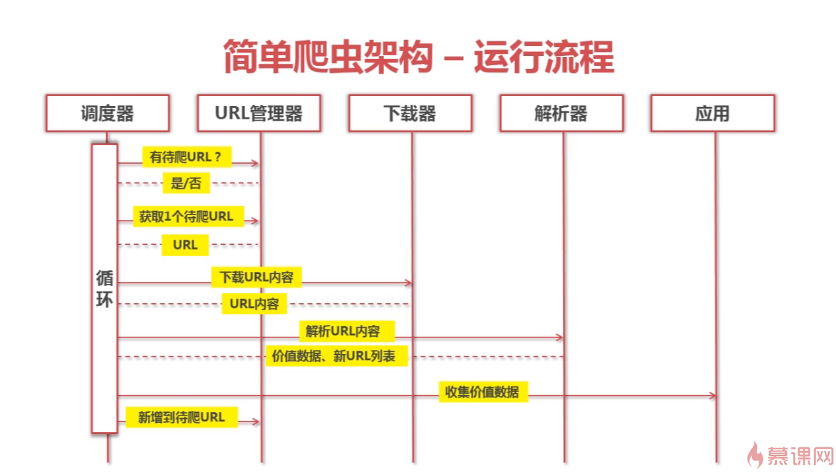 简单爬虫架构 – 运行流程
调度器
URL管理器
下载器
解析器
应用
有待爬URL？
是/否
获取1个待爬URL
URL
循
环
下载URL内容
URL内容
解析URL内容
价值数据、新URL列表
收集价值数据
新增到待爬URL
慕课网